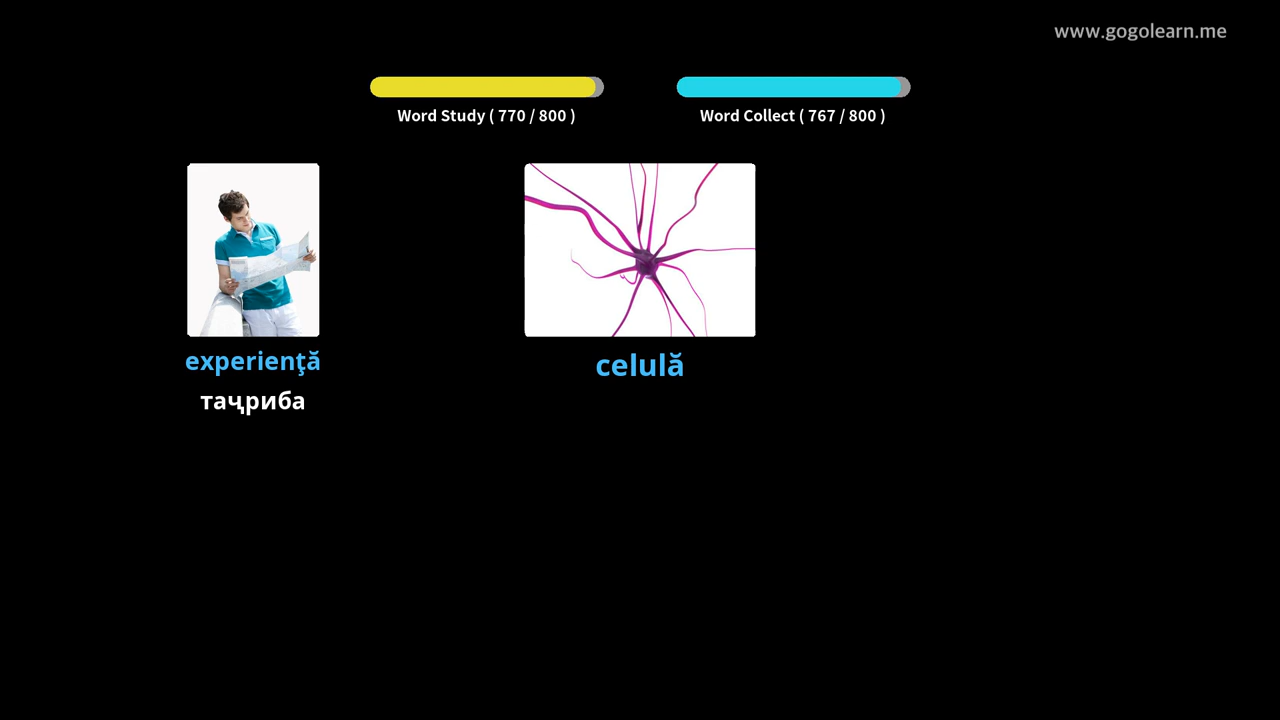 www.gogolearn.me
Word Study ( 770 / 800 )
Word Collect ( 767 / 800 )
experienţă
таҷриба
celulă